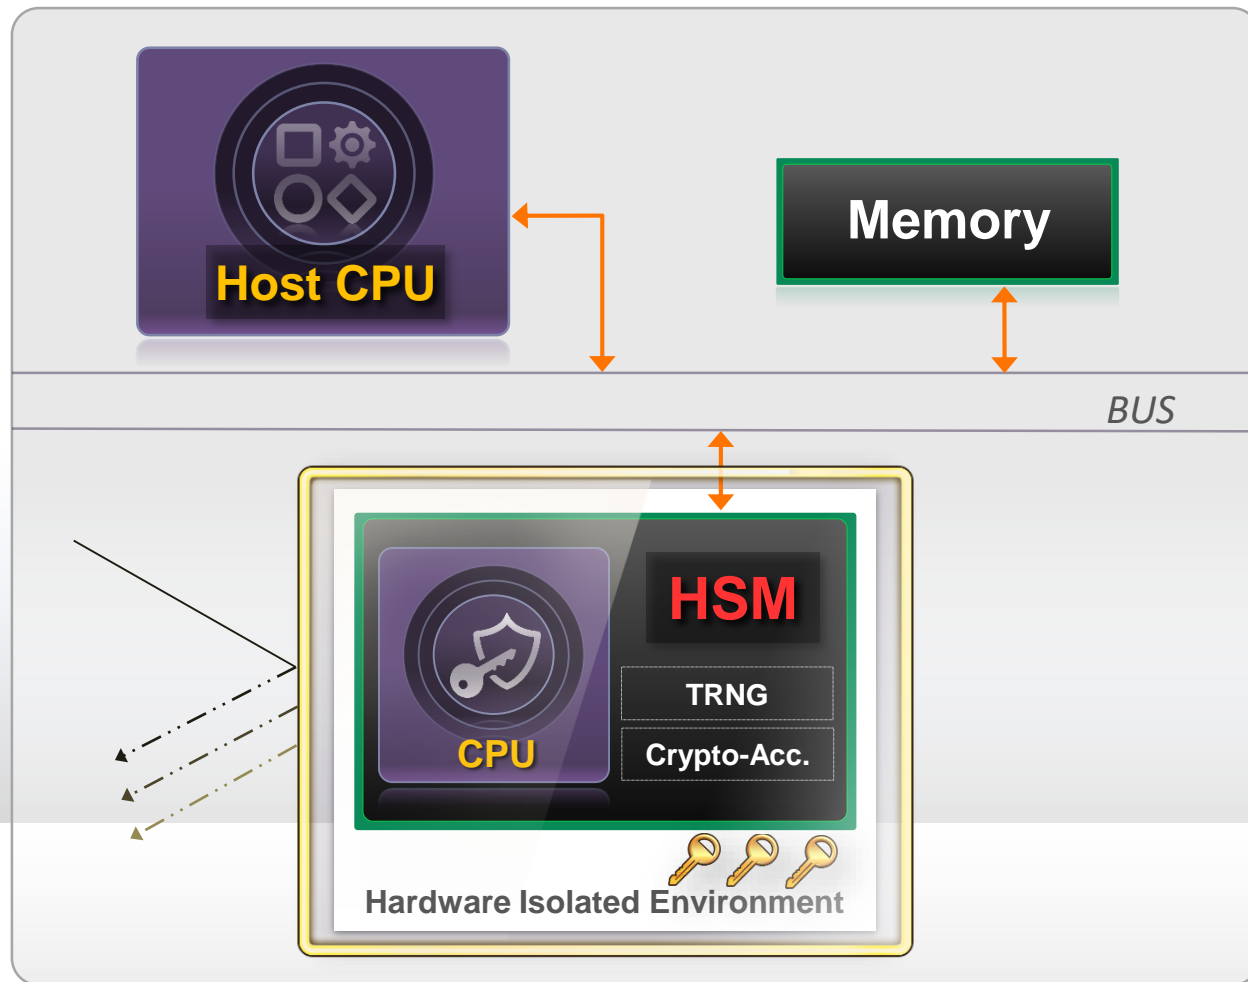 Host CPU
Memory
BUS
HSM
TRNG
CPU
Crypto-Acc.
Hardware Isolated Environment